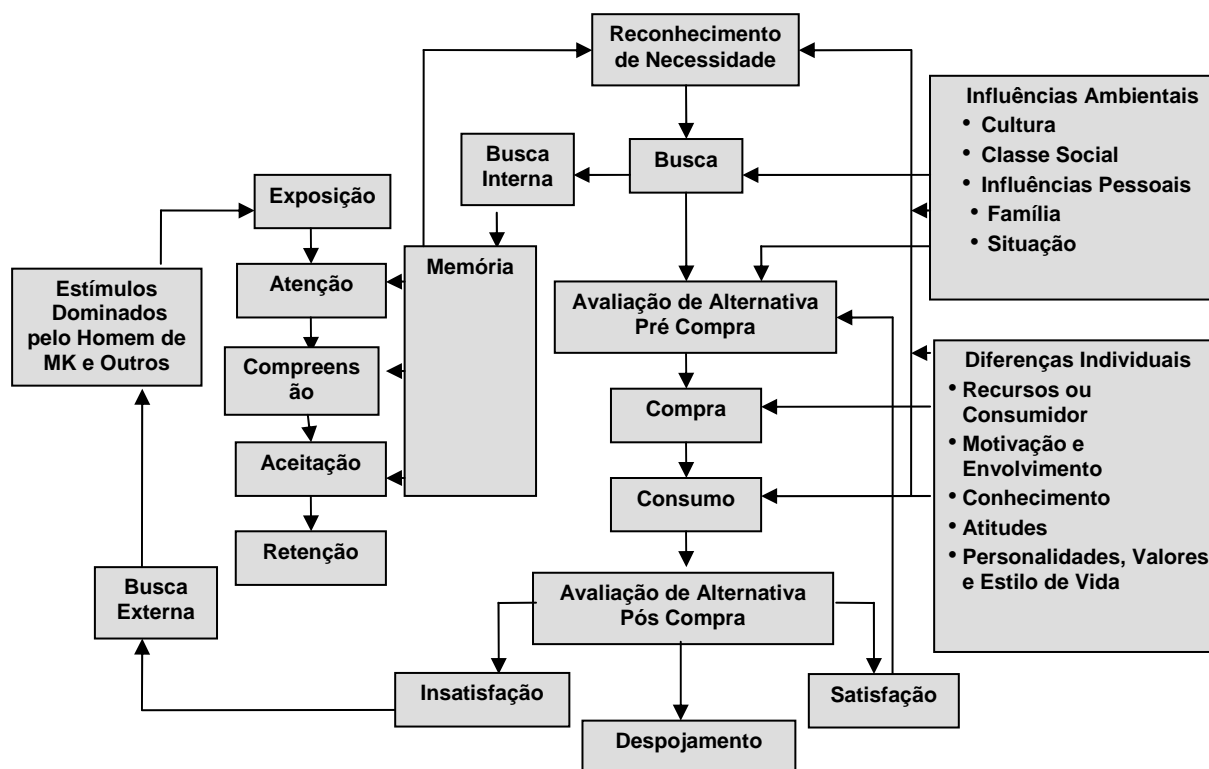 Reconhecimento
de Necessidade
Influências Ambientais
• Cultura
• Classe Social
• Influências Pessoais
• Família
• Situação
Busca
Interna
Busca
Exposição
Memória
Atenção
Estímulos
Dominados
pelo Homem de
MK e Outros
Avaliação de Alternativa
Pré Compra
Compreens
ão
Diferenças Individuais
• Recursos ou
Consumidor
• Motivação e
Envolvimento
• Conhecimento
• Atitudes
• Personalidades, Valores
e Estilo de Vida
Compra
Aceitação
Consumo
Retenção
Busca
Externa
Avaliação de Alternativa
Pós Compra
Insatisfação
Satisfação
Despojamento